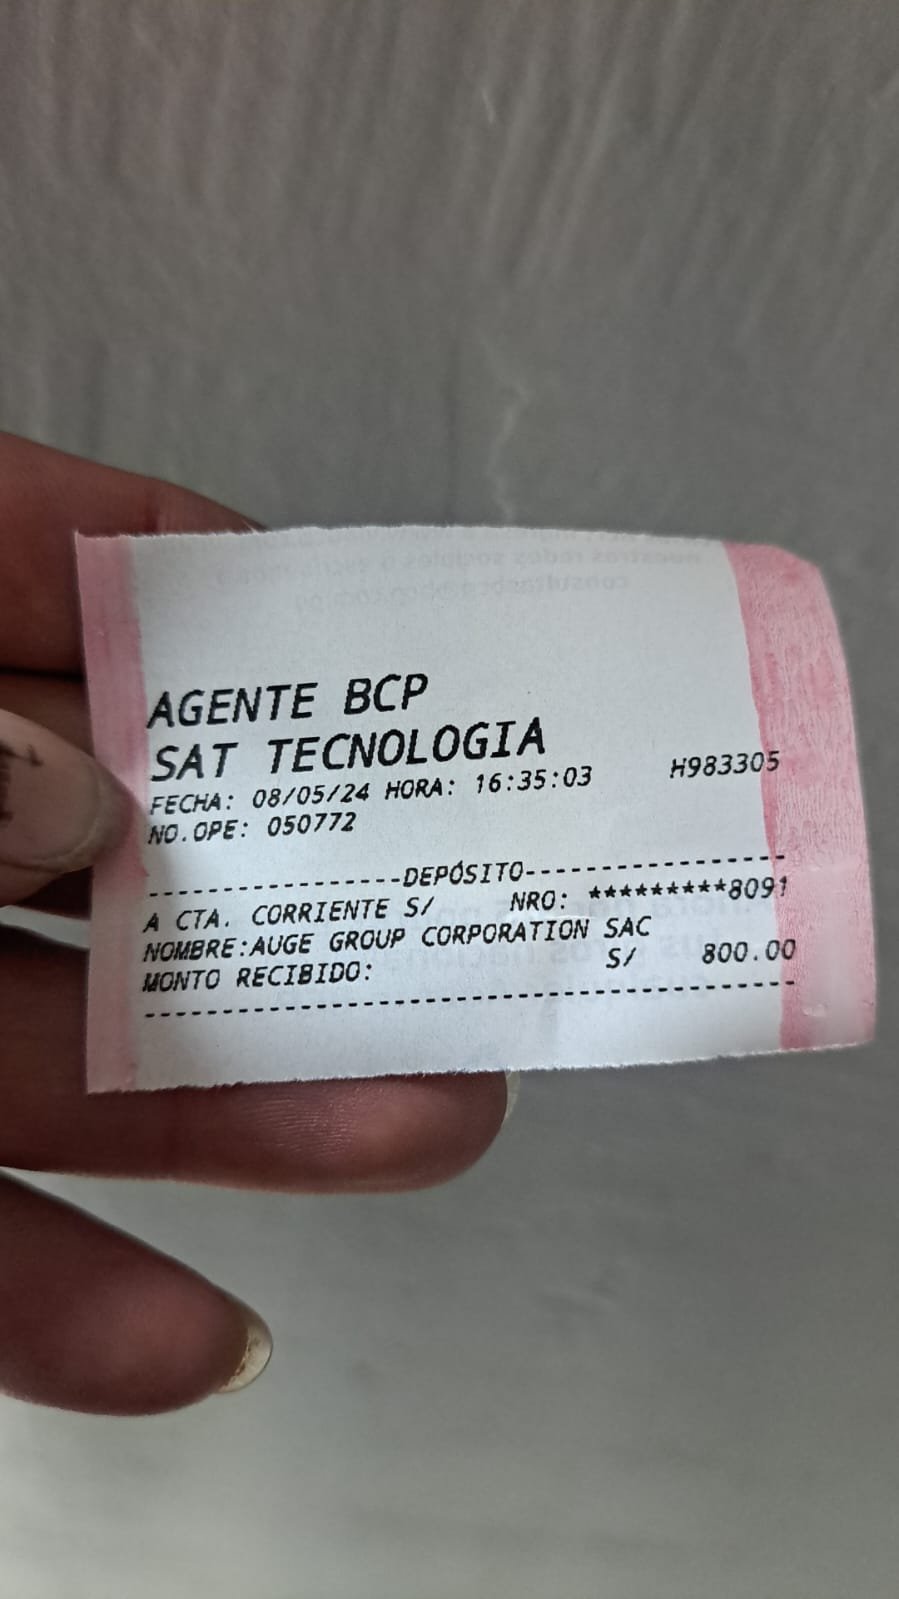 AGENTE BCP
SAT TECNOLOGIA
FECHA: 08/05/24 HORA: 16:35:03 H983305
NO.OPE: 050772
-----------------DEPÓSITO-----------------
A CTA. CORRIENTE S/ NRO: *********8091
NOMBRE:AUGE GROUP CORPORATION SAC
MONTO RECIBIDO: S/ 800.00
------------------------------------------